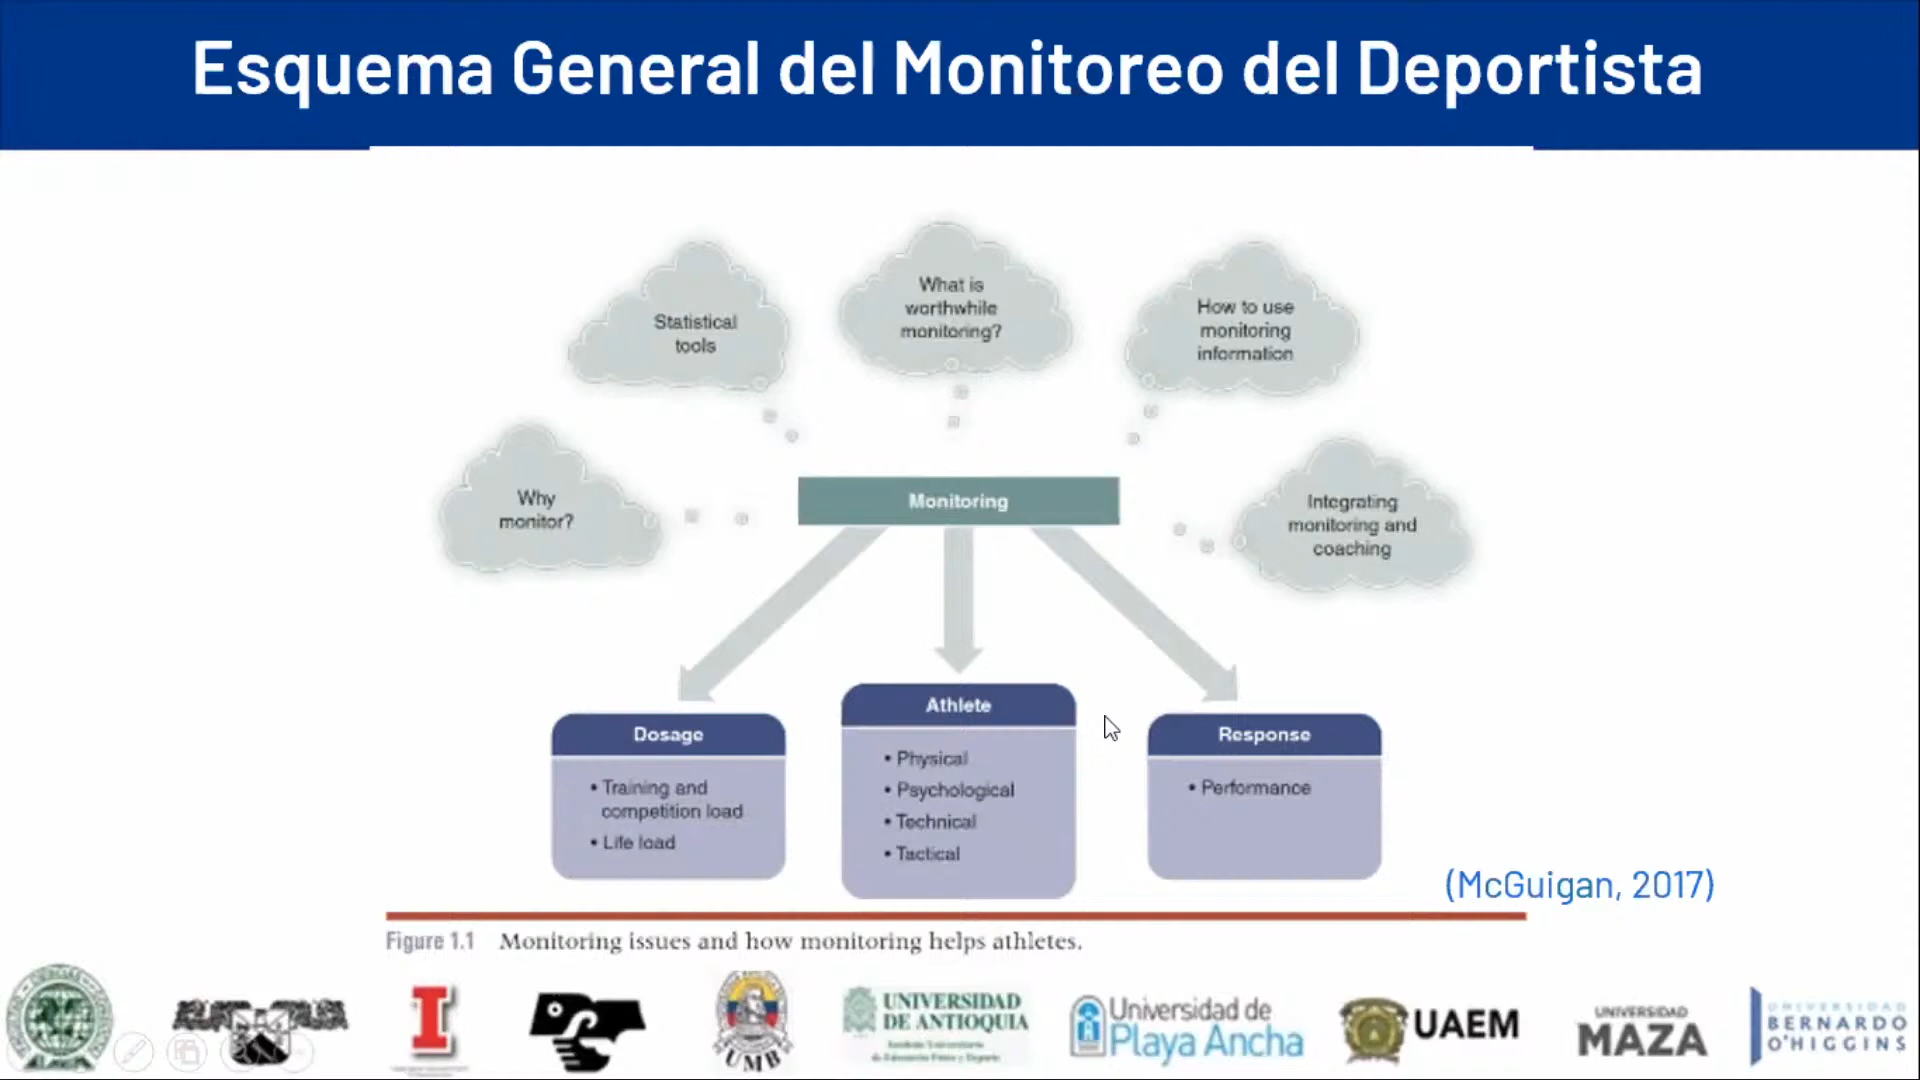 Esquema General del Monitoreo del Deportista
What is
worthwhile
monitoring?
Statistical
tools
How to use
monitoring
information
Why
monitor?
Monitoring
Integrating
monitoring and
coaching
Dosage
• Training and
competition load
• Life load
Athlete
• Physical
• Psychological
• Technical
• Tactical
Response
• Performance
(McGuigan, 2017)
Figure 1.1 Monitoring issues and how monitoring helps athletes.
I
UMB
UNIVERSIDAD
DE ANTIOQUIA
Universidad de
Playa Ancha
UAEM
UNIVERSIDAD
MAZA
UNIVERSIDAD
BERNARDO
O'HIGGINS